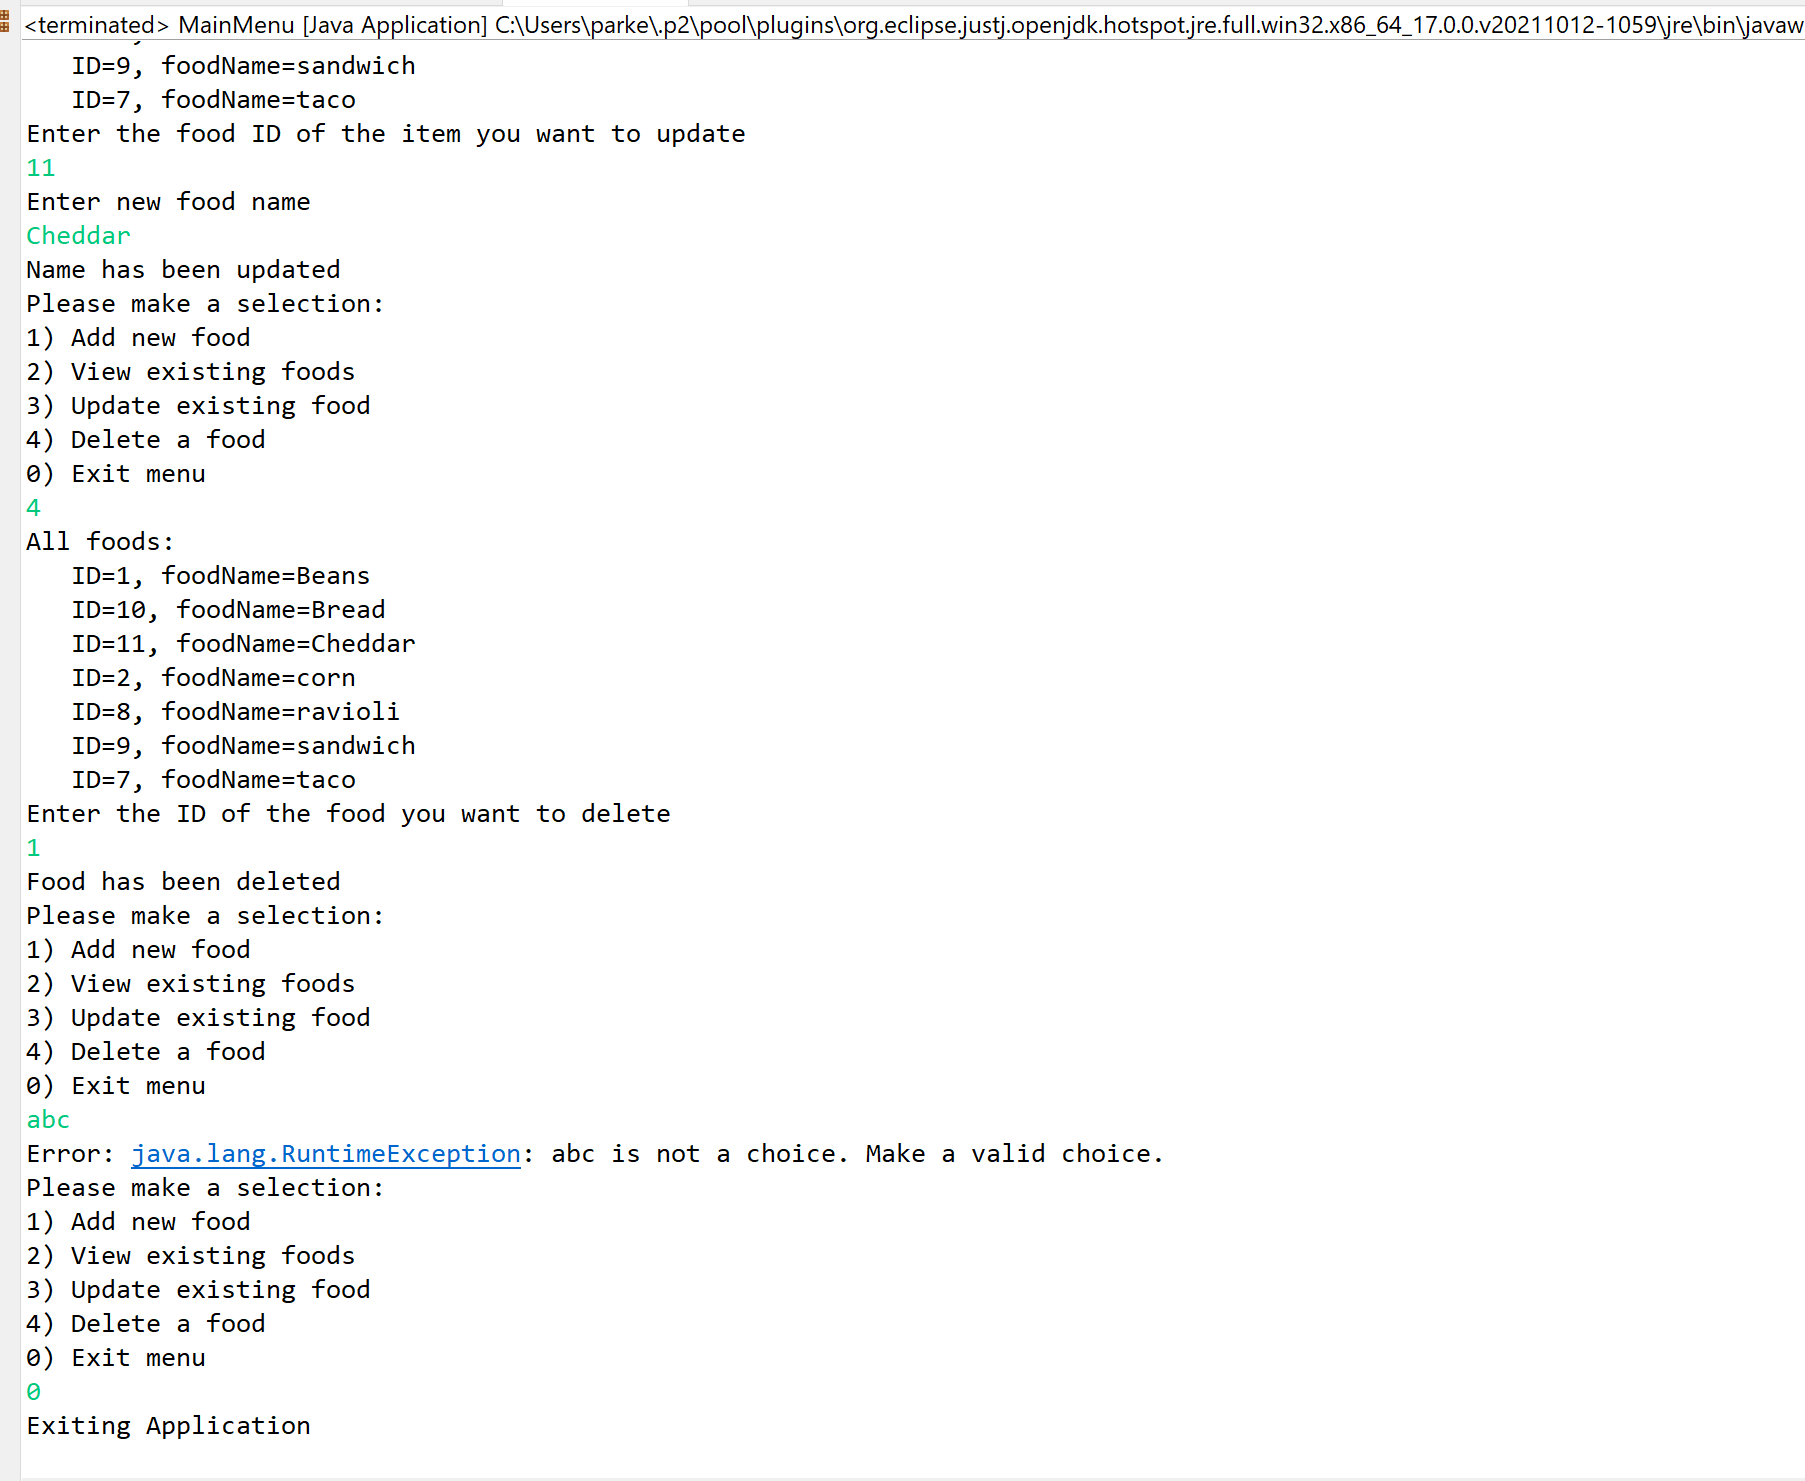 <terminated> MainMenu [Java Application] C:\Users\parke\.p2\pool\plugins\org.eclipse.justj.openjdk.hotspot.jre.full.win32.x86_64_17.0.0.v20211012-1059\jre\bin\javaw
   ID=9, foodName=sandwich
   ID=7, foodName=taco
Enter the food ID of the item you want to update
11
Enter new food name
Cheddar
Name has been updated
Please make a selection:
1) Add new food
2) View existing foods
3) Update existing food
4) Delete a food
0) Exit menu
4
All foods:
   ID=1, foodName=Beans
   ID=10, foodName=Bread
   ID=11, foodName=Cheddar
   ID=2, foodName=corn
   ID=8, foodName=ravioli
   ID=9, foodName=sandwich
   ID=7, foodName=taco
Enter the ID of the food you want to delete
1
Food has been deleted
Please make a selection:
1) Add new food
2) View existing foods
3) Update existing food
4) Delete a food
0) Exit menu
abc
Error: java.lang.RuntimeException: abc is not a choice. Make a valid choice.
Please make a selection:
1) Add new food
2) View existing foods
3) Update existing food
4) Delete a food
0) Exit menu
0
Exiting Application